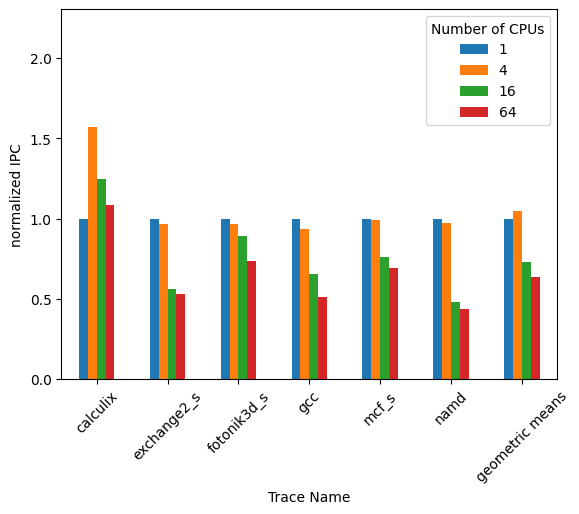 normalized IPC
2.0
1.5
1.0
0.5
0.0
Number of CPUs
1
4
16
64
calculix
exchange2_s
fotonik3d_s
gcc
mcf_s
namd
geometric means
Trace Name